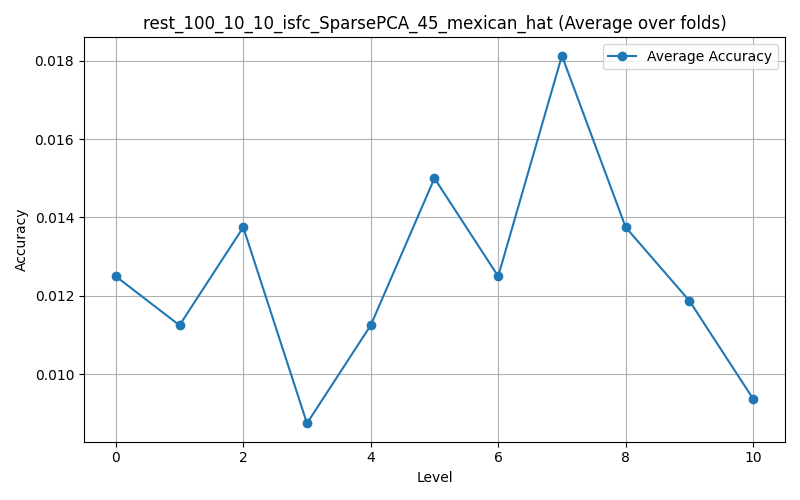 rest_100_10_10_isfc_SparsePCA_45_mexican_hat (Average over folds)
Average Accuracy
0.018
0.016
0.014
0.012
0.010
Accuracy
0 2 4 6 8 10
Level